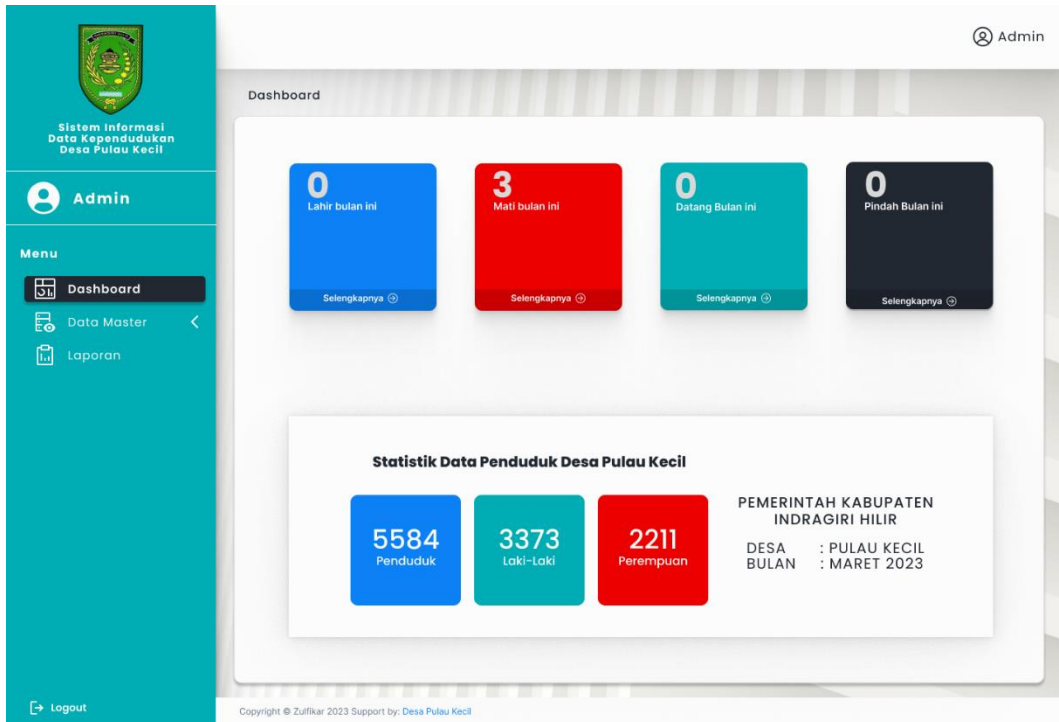 Sistem Informasi
Data Kependudukan
Desa Pulau Kecil
Admin
Menu
Dashboard
Data Master
Laporan
Logout
Admin
Dashboard
0
Lahir bulan ini
Selengkapnya
3
Mati bulan ini
Selengkapnya
0
Datang Bulan ini
Selengkapnya
0
Pindah Bulan ini
Selengkapnya
Statistik Data Penduduk Desa Pulau Kecil
5584
Penduduk
3373
Laki-Laki
2211
Perempuan
PEMERINTAH KABUPATEN
INDRAGIRI HILIR
DESA : PULAU KECIL
BULAN : MARET 2023
Copyright © Zulfikar 2023 Support by: Desa Pulau Kecil